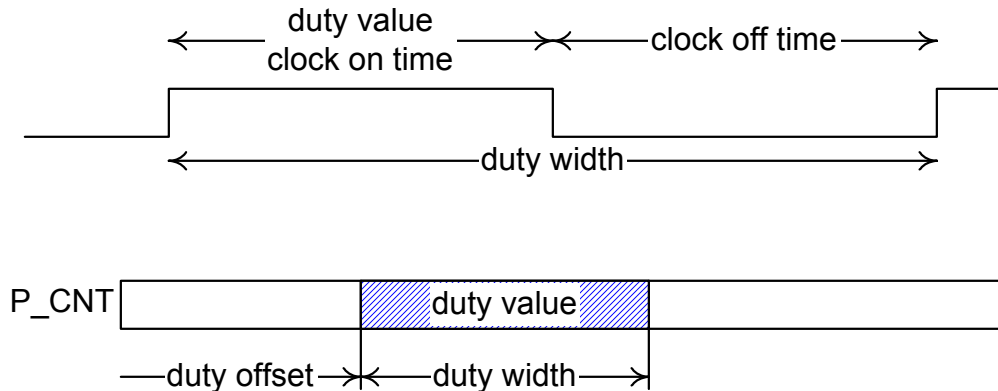 duty value
clock on time
clock off time
duty width
P_CNT
duty value
duty offset
duty width